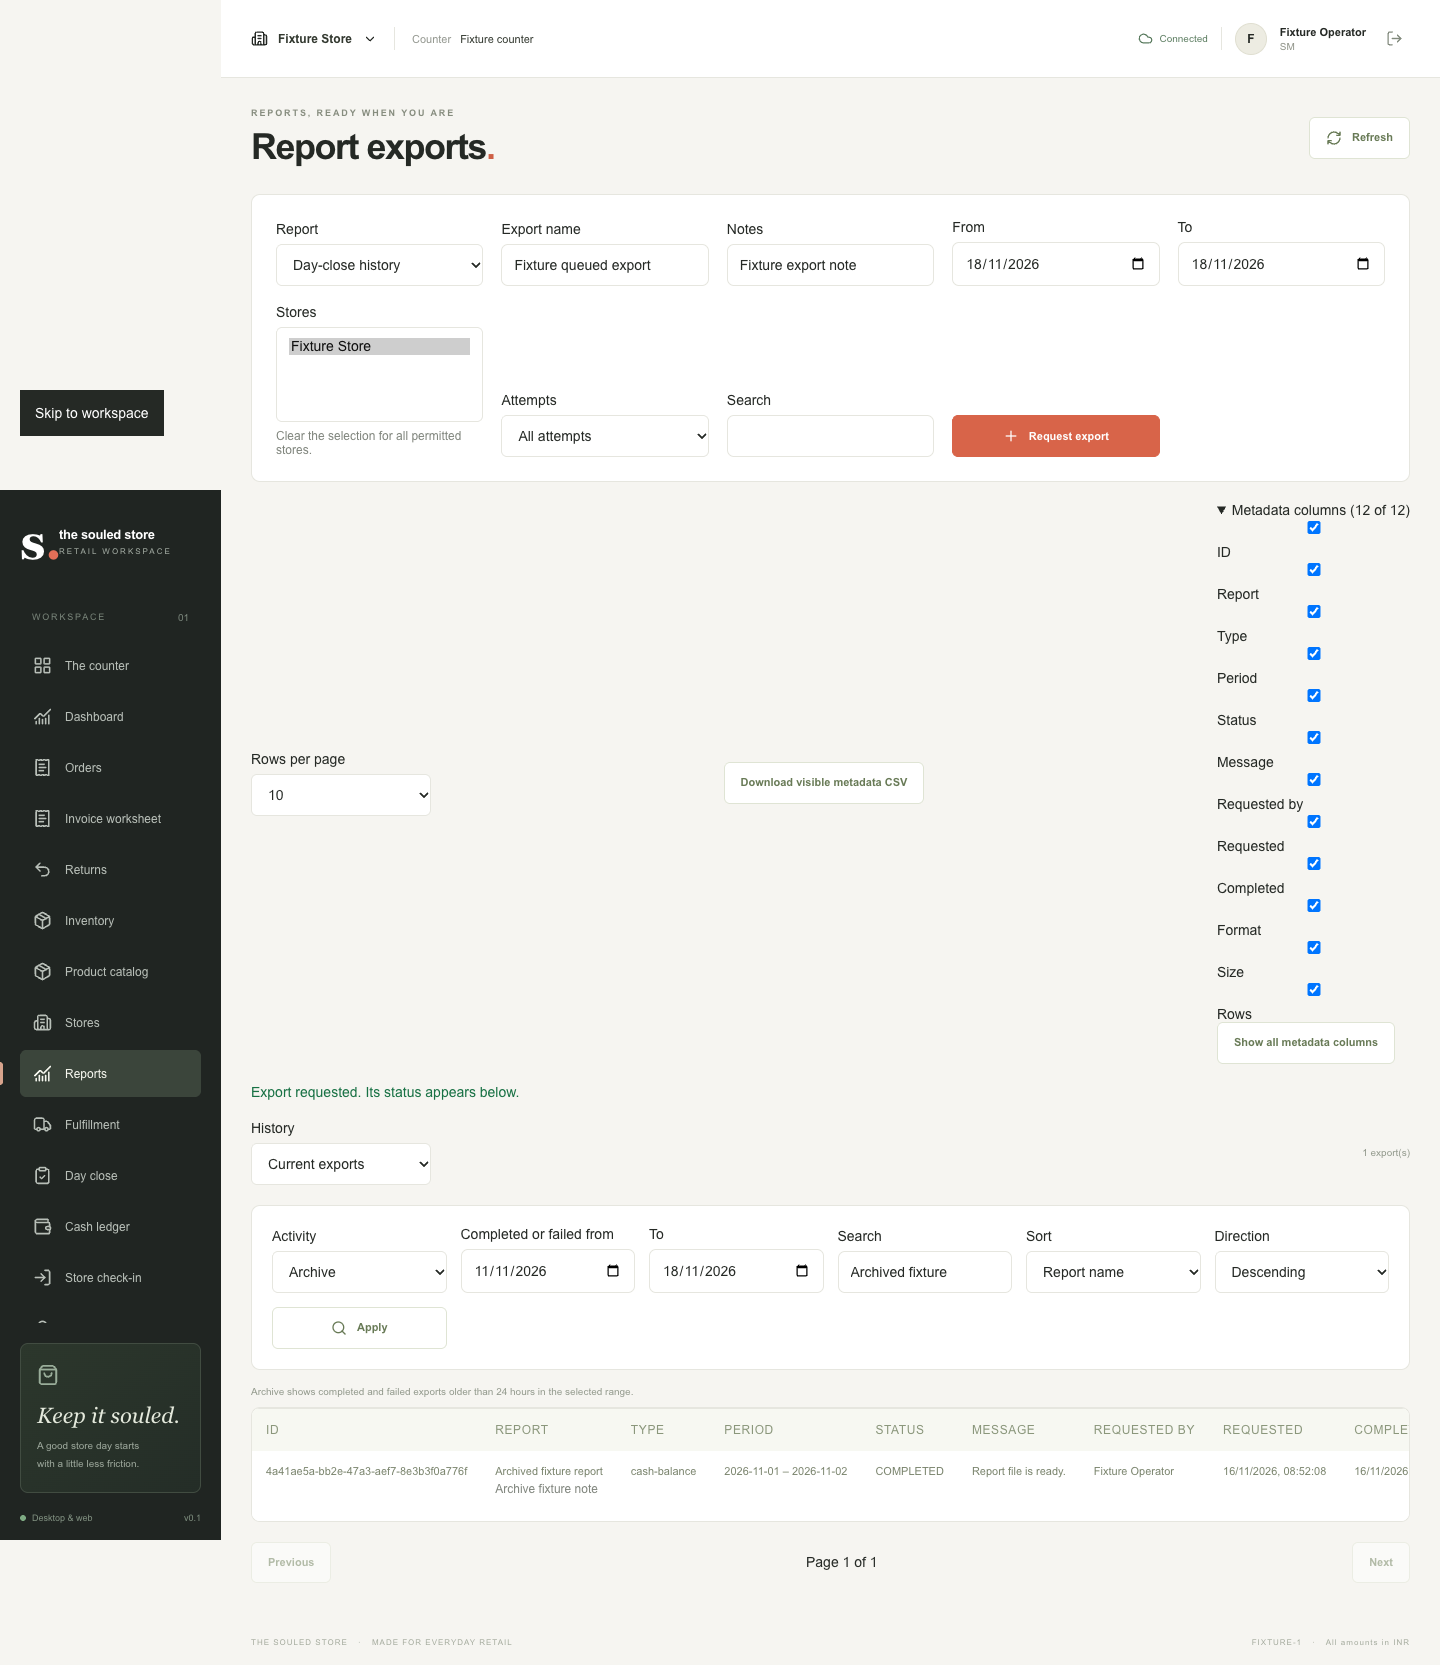 Fixture Store
Counter Fixture counter
Connected
F
Fixture Operator
SM
REPORTS, READY WHEN YOU ARE
Report exports.
Refresh
Report
Export name
Notes
From
To
Day-close history
Fixture queued export
Fixture export note
18/11/2026
18/11/2026
Stores
Fixture Store
Clear the selection for all permitted
stores.
Attempts
Search
All attempts
Request export
Skip to workspace
s.
the souled store
RETAIL WORKSPACE
WORKSPACE 01
The counter
Dashboard
Orders
Invoice worksheet
Returns
Inventory
Product catalog
Stores
Reports
Fulfillment
Day close
Cash ledger
Store check-in
Keep it souled.
A good store day starts
with a little less friction.
Desktop & web v0.1
Metadata columns (12 of 12)
ID
Report
Type
Period
Status
Message
Requested by
Requested
Completed
Format
Size
Rows
Show all metadata columns
Rows per page
10
Download visible metadata CSV
Export requested. Its status appears below.
History
Current exports
1 export(s)
Activity
Completed or failed from
To
Search
Sort
Direction
Archive
11/11/2026
18/11/2026
Archived fixture
Report name
Descending
Apply
Archive shows completed and failed exports older than 24 hours in the selected range.
ID REPORT TYPE PERIOD STATUS MESSAGE REQUESTED BY REQUESTED COMPLE
4a41ae5a-bb2e-47a3-aef7-8e3b3f0a776f Archived fixture report cash-balance 2026-11-01 – 2026-11-02 COMPLETED Report file is ready. Fixture Operator 16/11/2026, 08:52:08 16/11/2026
Archive fixture note
Previous
Page 1 of 1
Next
THE SOULED STORE · MADE FOR EVERYDAY RETAIL
FIXTURE-1 · All amounts in INR